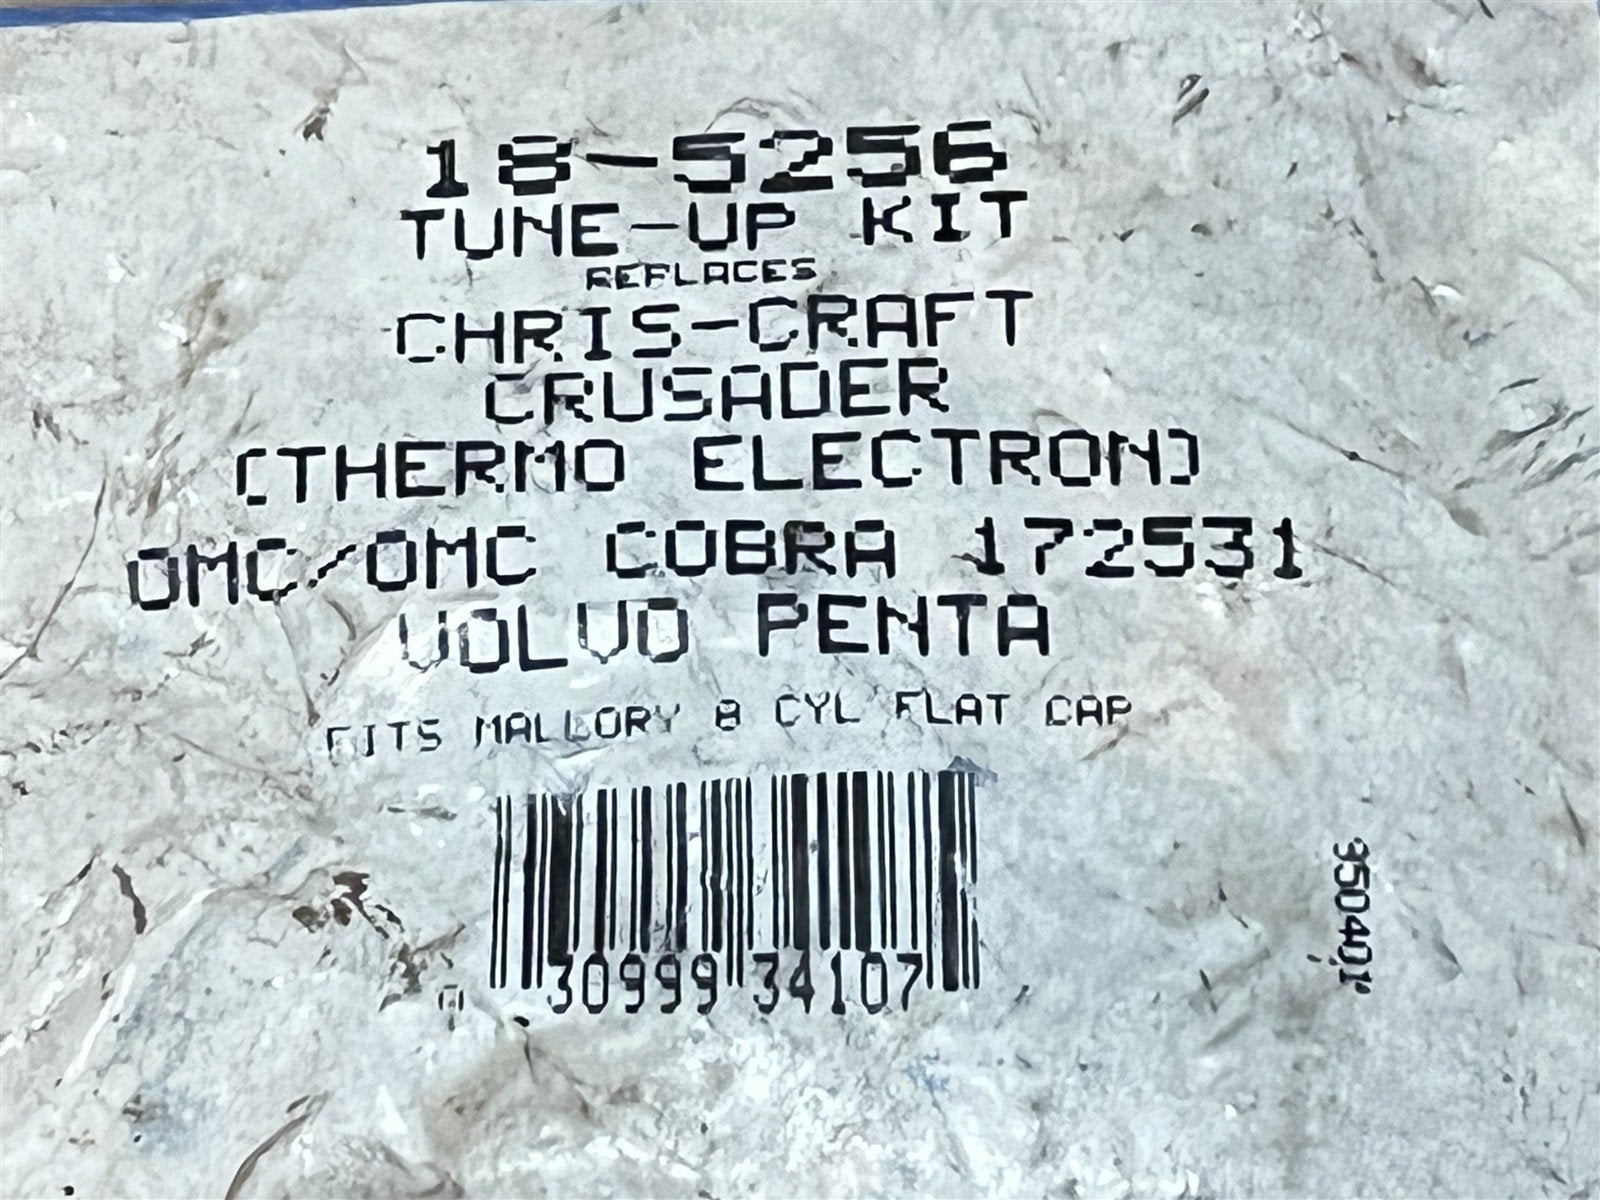 18-5256
TUNE-UP KIT
REPLACES
CHRIS-CRAFT
CRUSADER
(THERMO ELECTRON)
OMC/OMC COBRA 172531
VOLVO PENTA
FITS MALLORY 8 CYL FLAT CAP
0 30999 34107